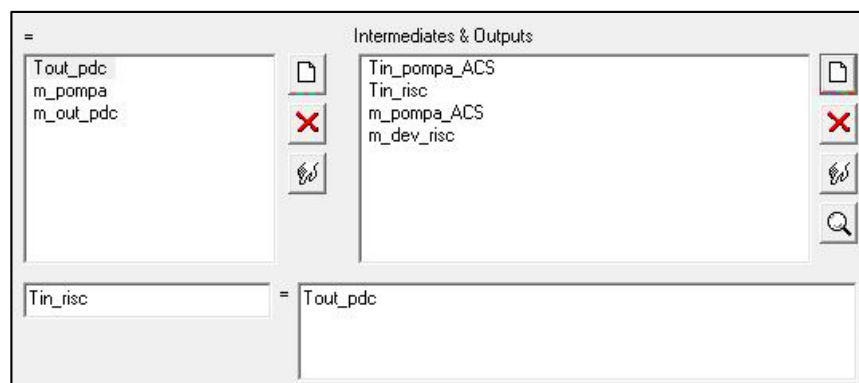 =
Intermediates & Outputs
Tout_pdc
m_pompa
m_out_pdc
Tin_pompa_ACS
Tin_risc
m_pompa_ACS
m_dev_risc
Tin_risc
=
Tout_pdc